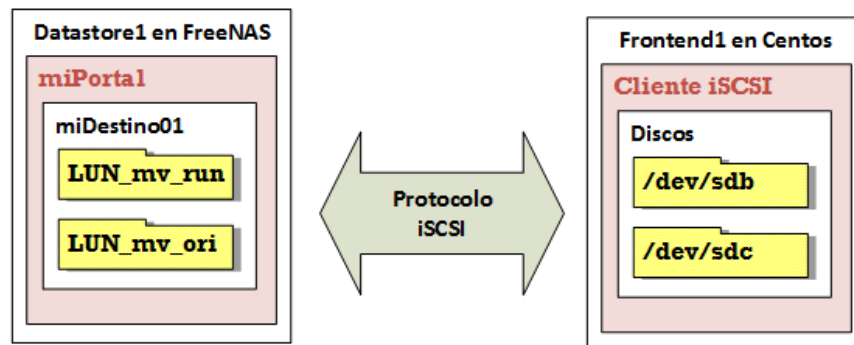 Datastore1 en FreeNAS
miPortal
miDestino01
LUN_mv_run
LUN_mv_ori
Protocolo
iSCSI
Frontend1 en Centos
Cliente iSCSI
Discos
/dev/sdb
/dev/sdc